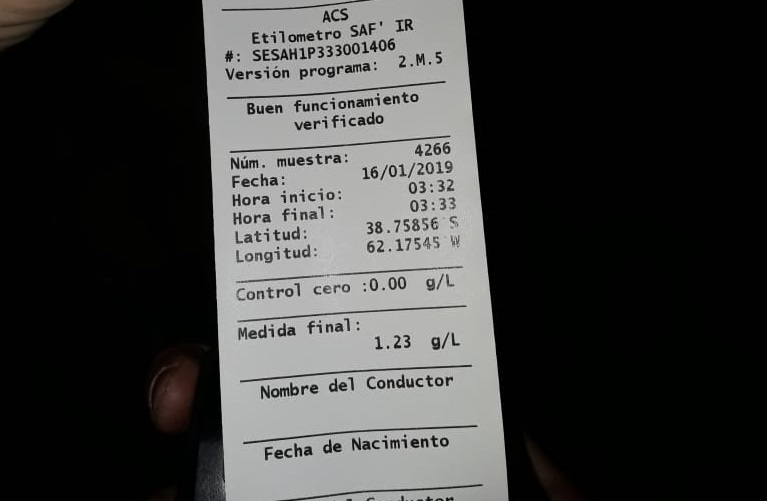 ACS
Etilometro SAF' IR
#: SESAH1P333001406
Versión programa: 2.M.5
Buen funcionamiento
verificado
Núm. muestra: 4266
Fecha: 16/01/2019
Hora inicio: 03:32
Hora final: 03:33
Latitud: 38.75856 S
Longitud: 62.17545 W
Control cero :0.00 g/L
Medida final:
1.23 g/L
Nombre del Conductor
Fecha de Nacimiento
Conductor